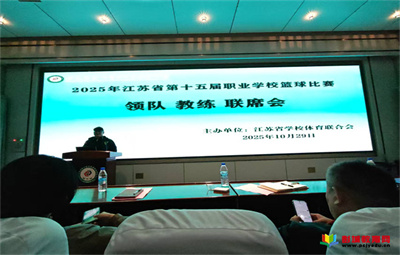 2025年江苏省第十五届职业学校篮球比赛
领队 教练 联席会
主办单位：江苏省学校体育联合会
2025年10月29日